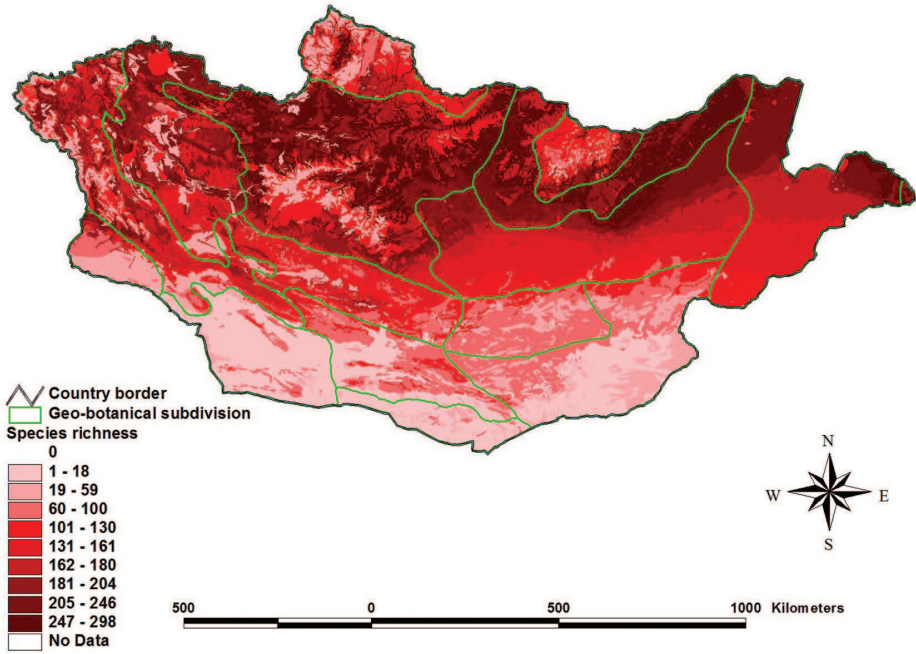 Country border
Geo-botanical subdivision
Species richness
0
1 - 18
19 - 59
60 - 100
101 - 130
131 - 161
162 - 180
181 - 204
205 - 246
247 - 298
No Data
N
W E
S
500 0 500 1000 Kilometers